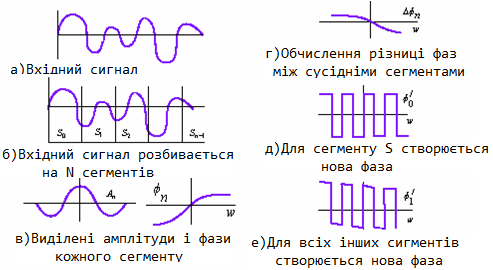 а)Вхідний сигнал
S₀ S₁ S₂ Sₙ₋₁
б)Вхідний сигнал розбивається
на N сегментів
Aₙ
ϕₙ
w
в)Виділені амплітуди і фази
кожного сегменту
Δϕₙ
w
г)Обчислення різниці фаз
між сусідніми сегментами
ϕ₀′
w
д)Для сегменту S створюється
нова фаза
ϕ₁′
w
е)Для всіх інших сигментів
створюється нова фаза